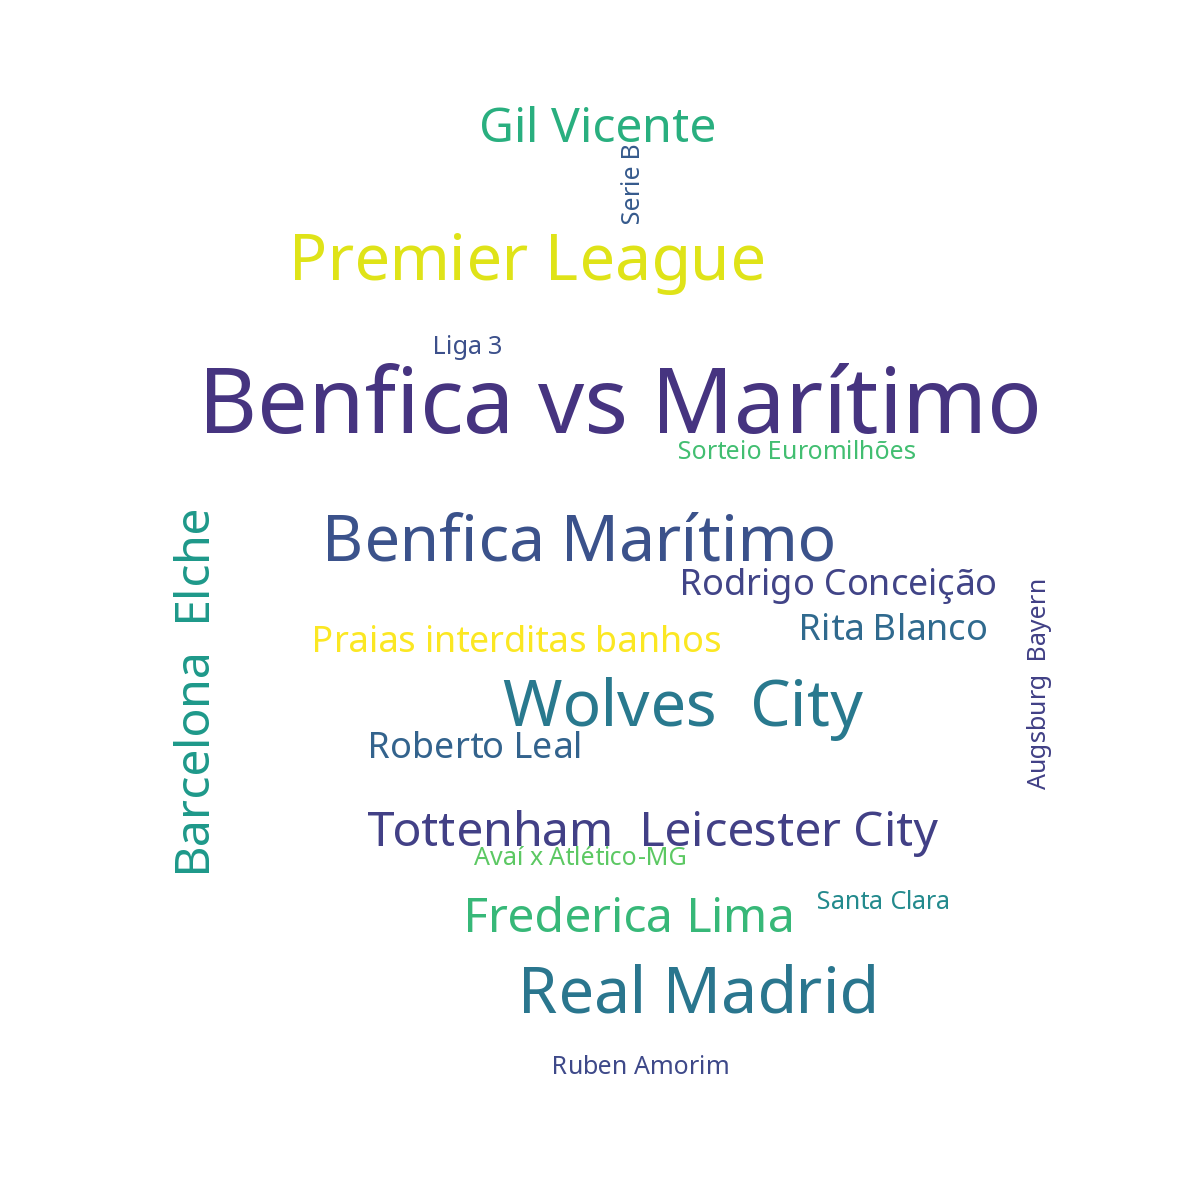 Gil Vicente
Serie B
Premier League
Liga 3
Benfica vs Marítimo
Sorteio Euromilhões
Barcelona Elche
Benfica Marítimo
Rodrigo Conceição
Augsburg Bayern
Rita Blanco
Praias interditas banhos
Wolves City
Roberto Leal
Tottenham Leicester City
Avaí x Atlético-MG
Santa Clara
Frederica Lima
Real Madrid
Ruben Amorim